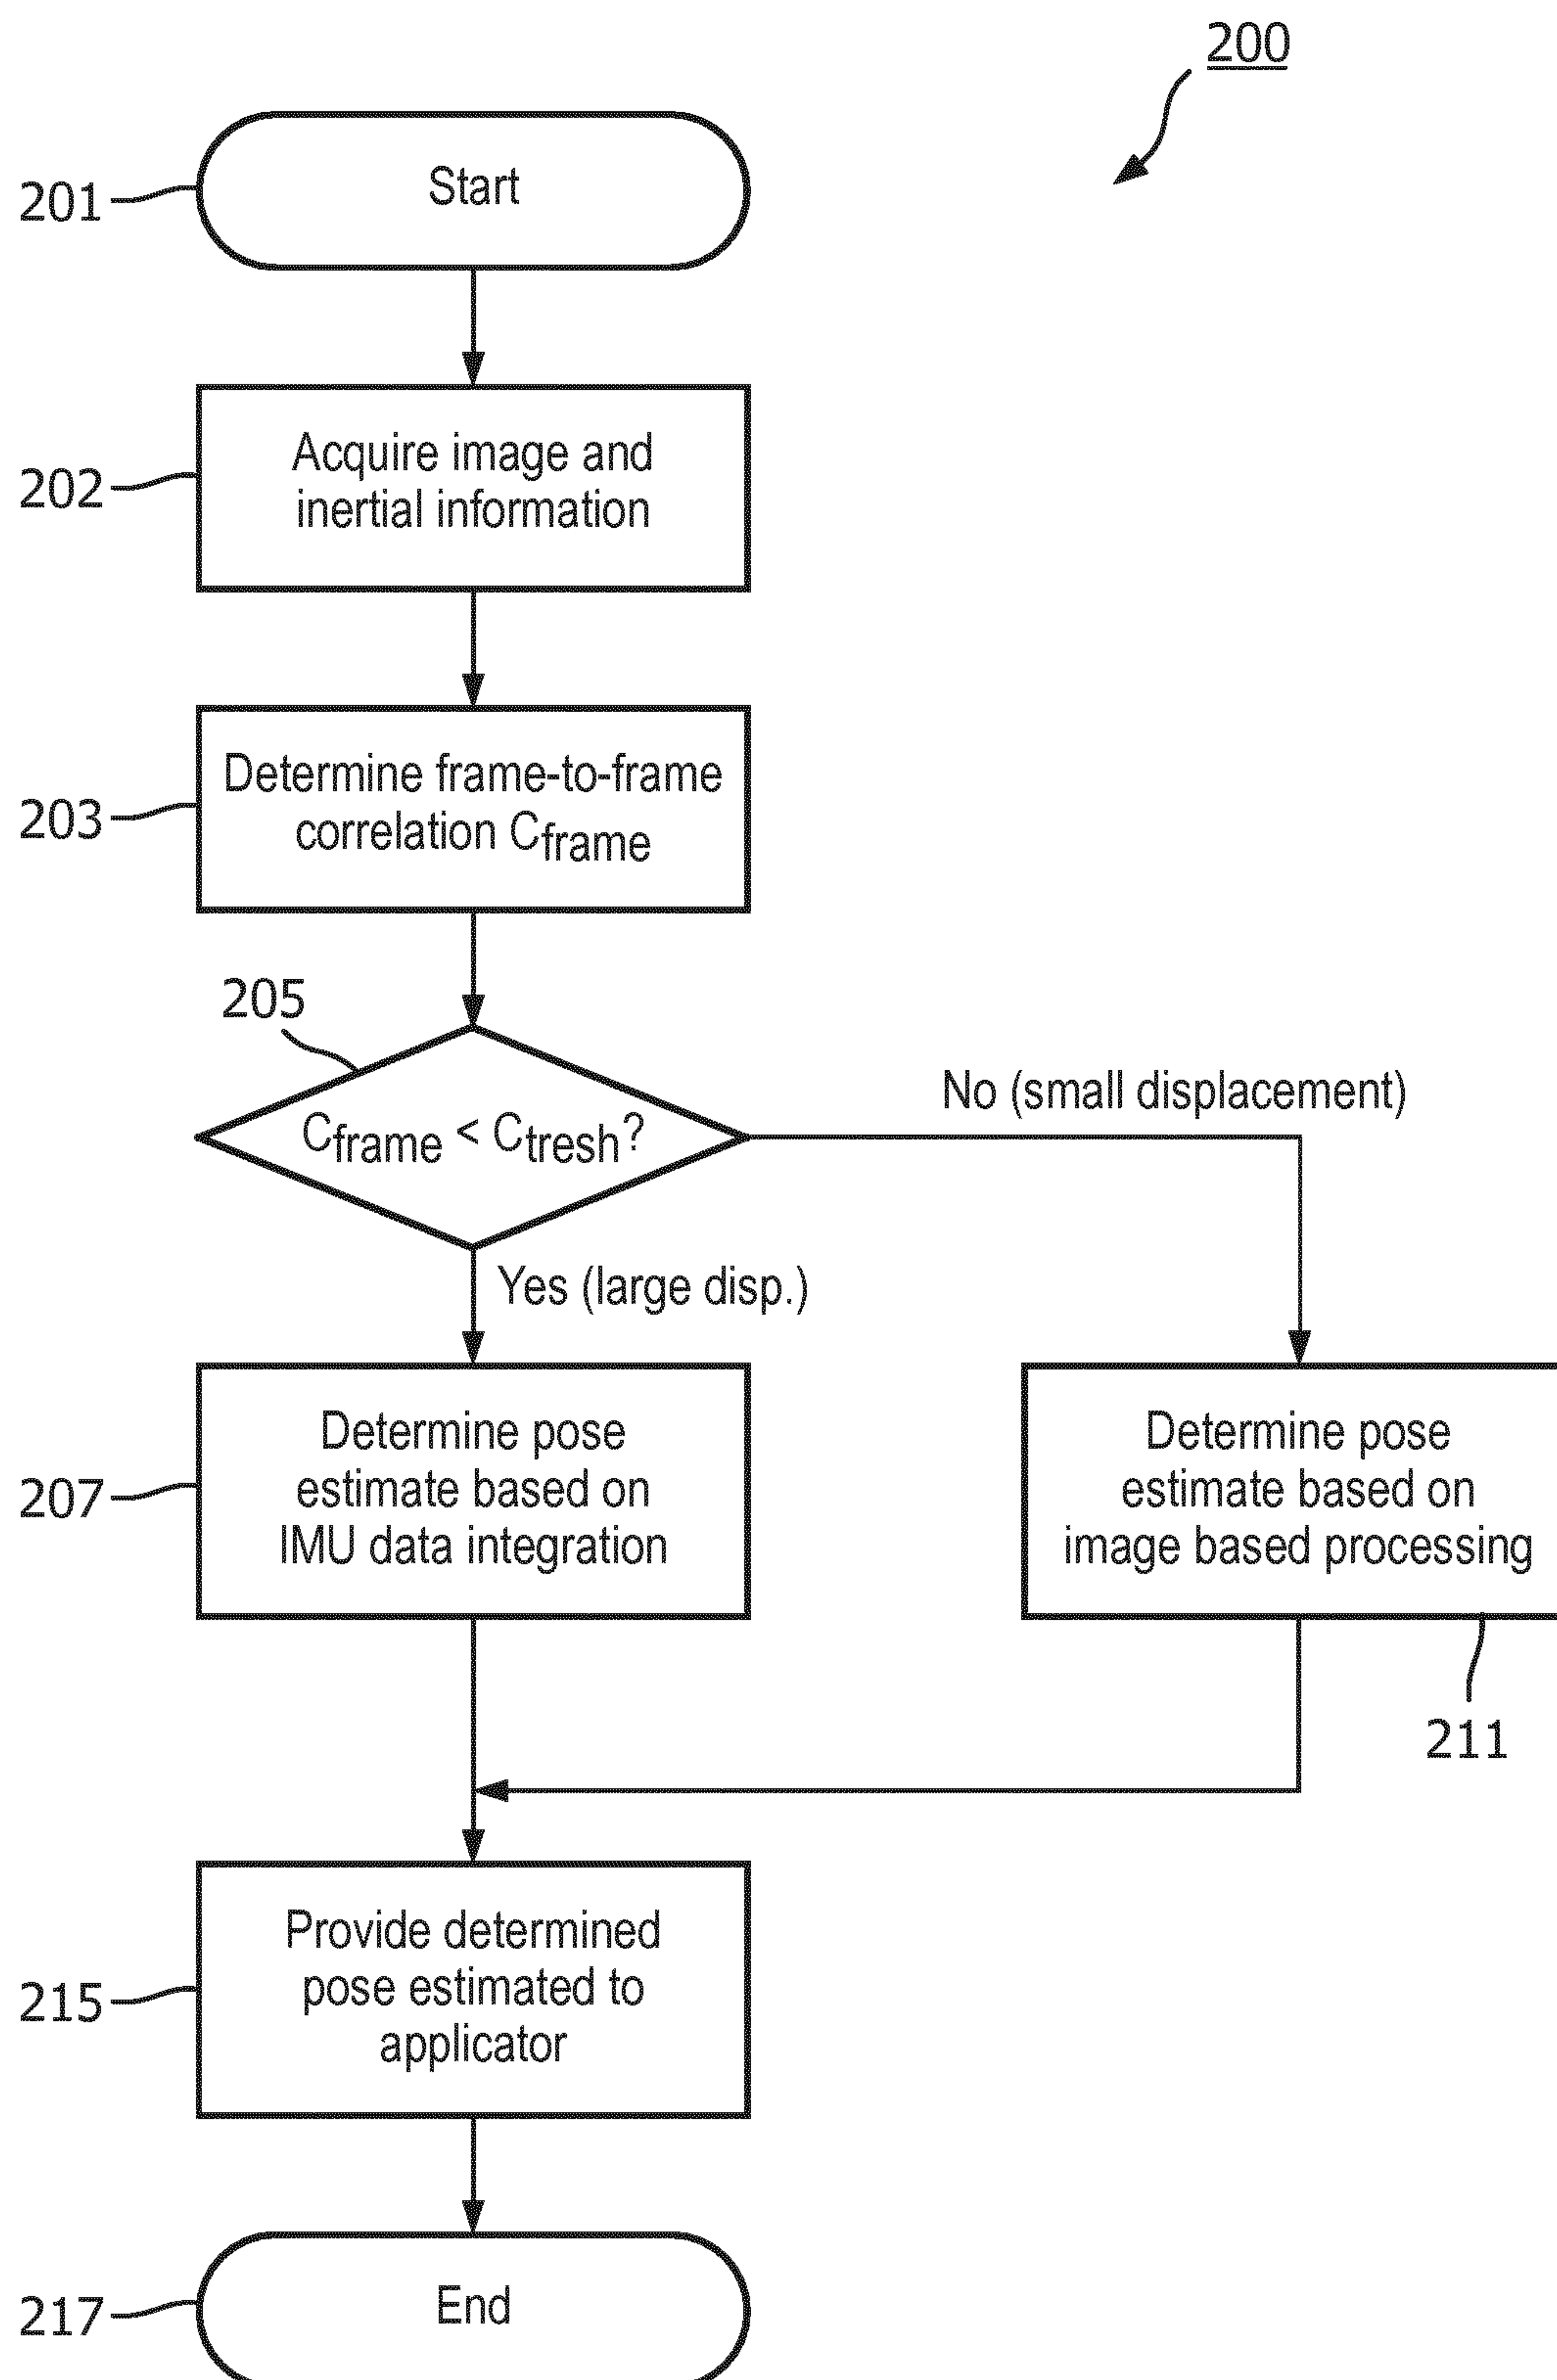 200
Start
201
Acquire image and
inertial information
202
Determine frame-to-frame
correlation Cframe
203
205
Cframe < Ctresh?
No (small displacement)
Yes (large disp.)
Determine pose
estimate based on
IMU data integration
207
Determine pose
estimate based on
image based processing
211
Provide determined
pose estimated to
applicator
215
End
217